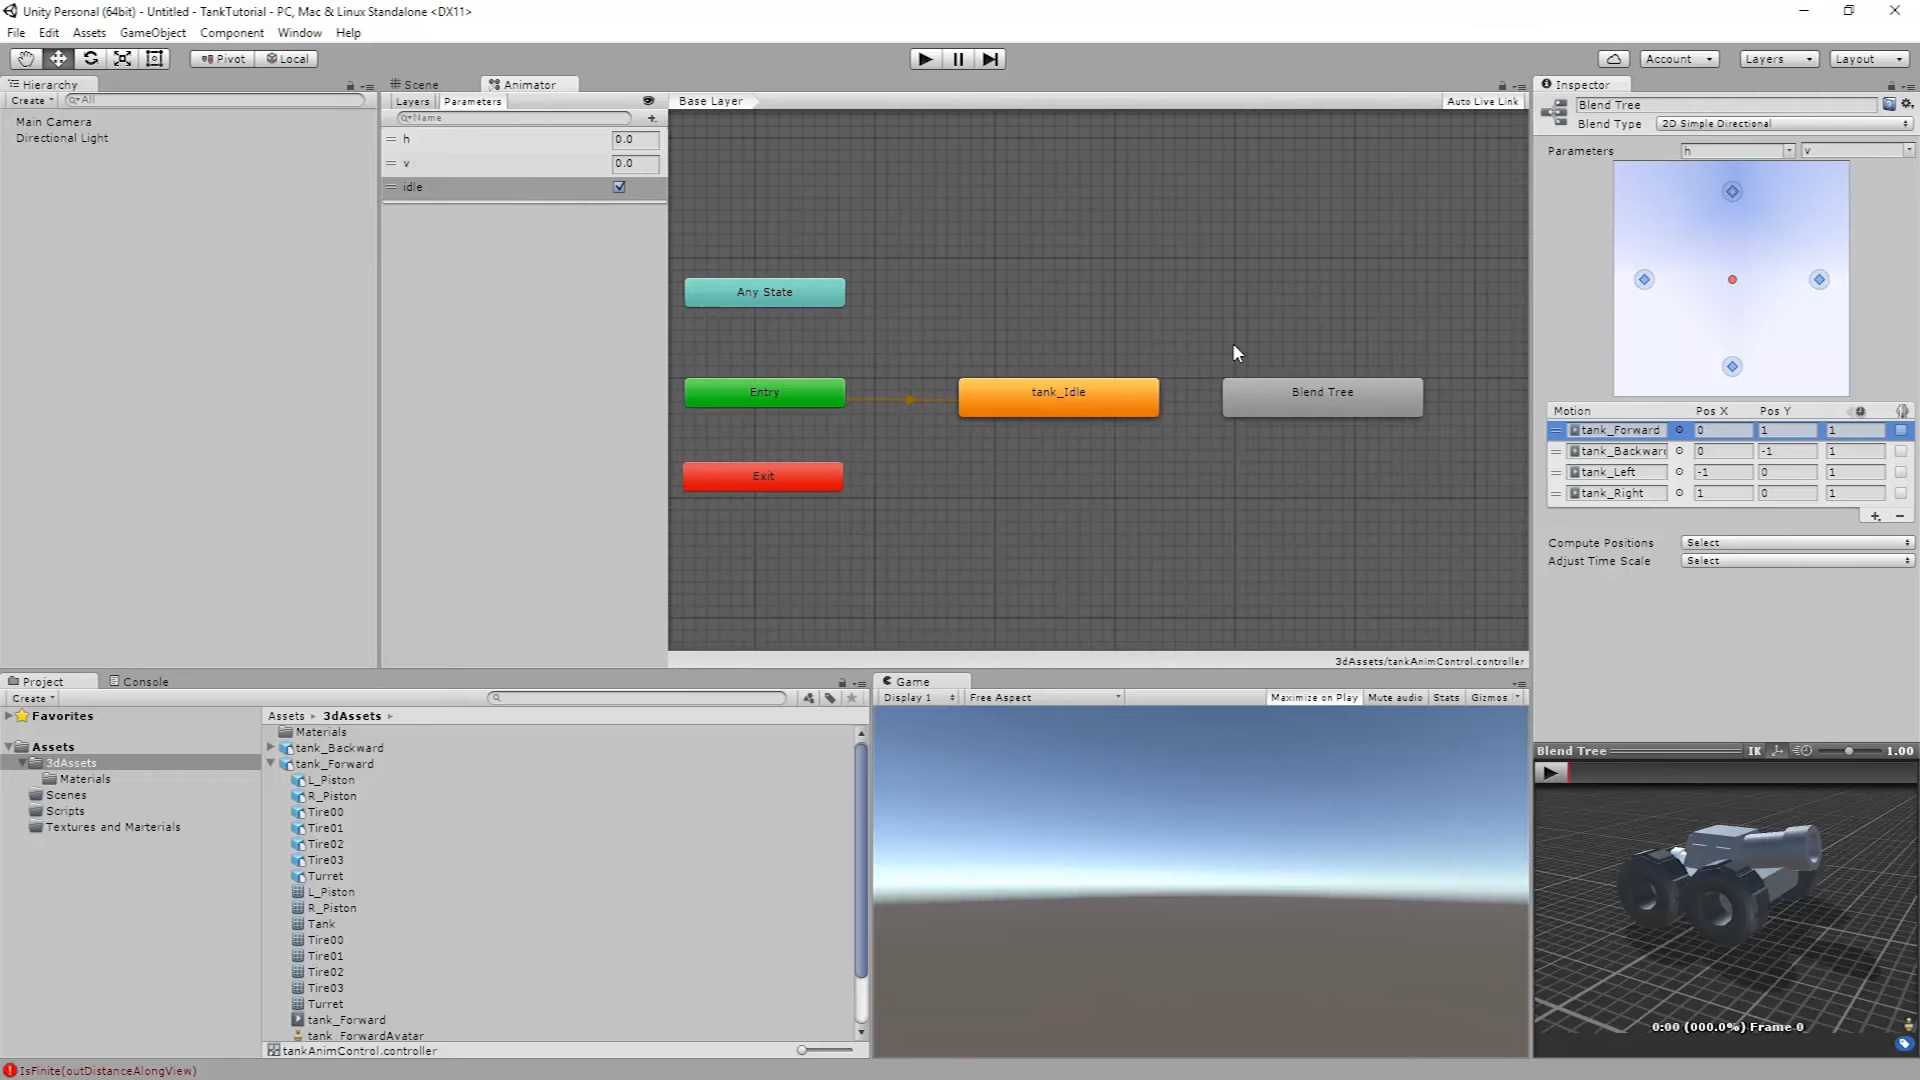 Unity Personal (64bit) - Untitled - TankTutorial - PC, Mac & Linux Standalone <DX11>
File Edit Assets GameObject Component Window Help
Pivot Local Account Layers Layout
Hierarchy
Create All
Main Camera
Directional Light
Scene Animator
Layers Parameters
Name
h 0.0
v 0.0
idle
Base Layer Auto Live Link
Any State
Entry
tank_Idle
Blend Tree
Exit
3dAssets/tankAnimControl.controller
Inspector
Blend Tree
Blend Type 2D Simple Directional
Parameters h v
Motion Pos X Pos Y
tank_Forward 0 1 1
tank_Backward 0 -1 1
tank_Left -1 0 1
tank_Right 1 0 1
+ -
Compute Positions Select
Adjust Time Scale Select
Project Console
Create
Favorites
Assets
3dAssets
Materials
Scenes
Scripts
Textures and Marterials
Assets 3dAssets
Materials
tank_Backward
tank_Forward
L_Piston
R_Piston
Tire00
Tire01
Tire02
Tire03
Turret
L_Piston
R_Piston
Tank
Tire00
Tire01
Tire02
Tire03
Turret
tank_Forward
tank_ForwardAvatar
tankAnimControl.controller
Game
Display 1 Free Aspect Maximize on Play Mute audio Stats Gizmos
Blend Tree IK 1.00
0:00 (000.0%) Frame 0
IsFinite(outDistanceAlongView)